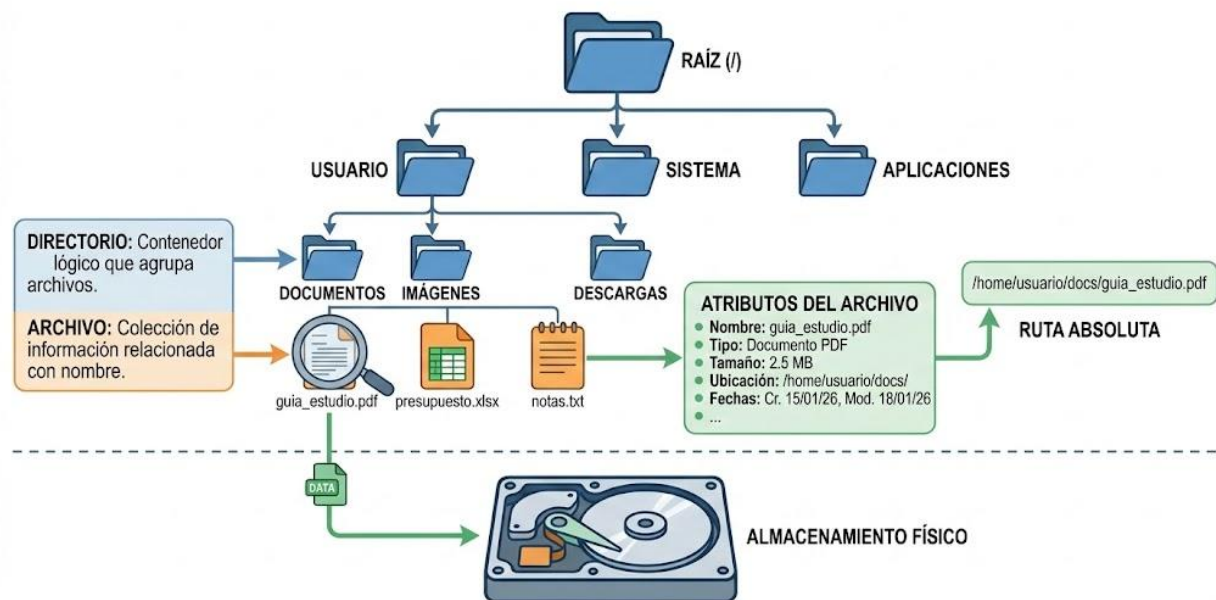 RAÍZ (/)
USUARIO
SISTEMA
APLICACIONES
DIRECTORIO: Contenedor
lógico que agrupa
archivos.
ARCHIVO: Colección de
información relacionada
con nombre.
DOCUMENTOS
IMÁGENES
DESCARGAS
guia_estudio.pdf
presupuesto.xlsx
notas.txt
ATRIBUTOS DEL ARCHIVO
• Nombre: guia_estudio.pdf
• Tipo: Documento PDF
• Tamaño: 2.5 MB
• Ubicación: /home/usuario/docs/
• Fechas: Cr. 15/01/26, Mod. 18/01/26
• ...
/home/usuario/docs/guia_estudio.pdf
RUTA ABSOLUTA
DATA
ALMACENAMIENTO FÍSICO